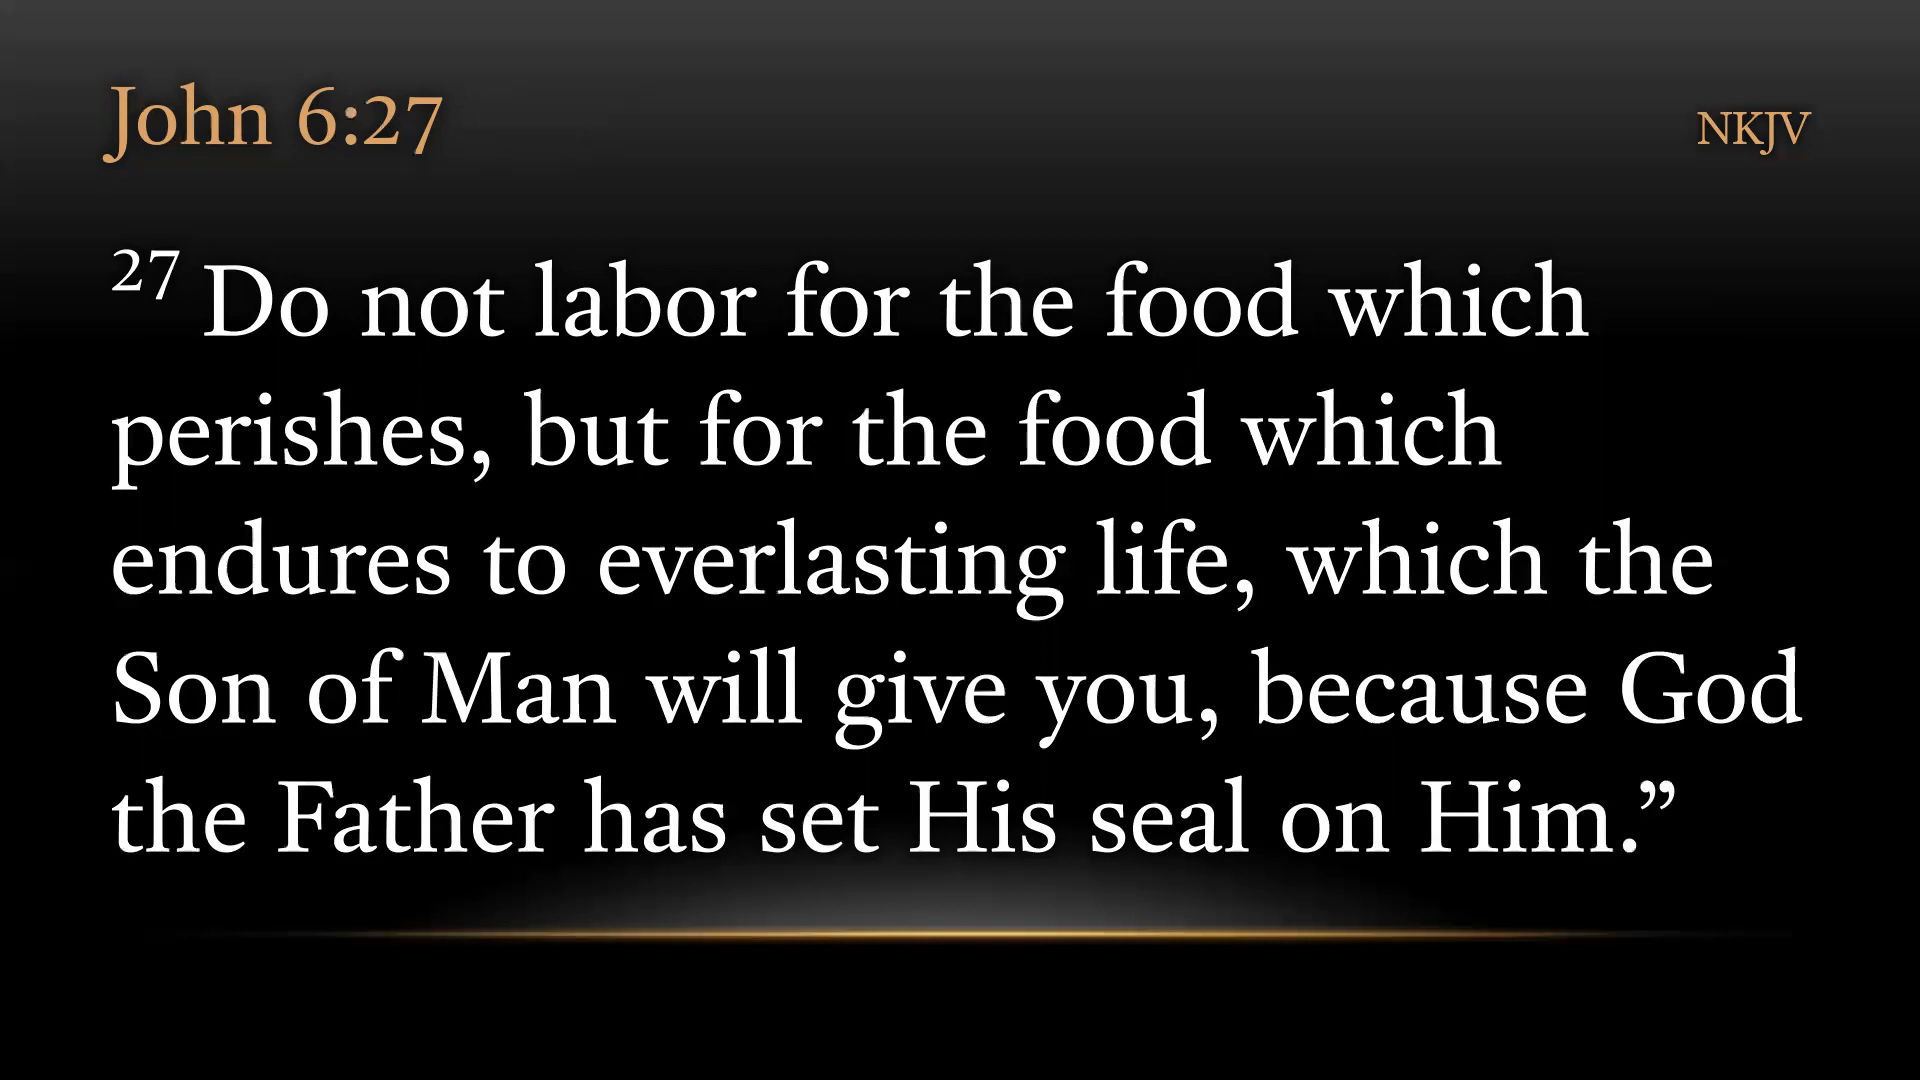 John 6:27
NKJV
27 Do not labor for the food which
perishes, but for the food which
endures to everlasting life, which the
Son of Man will give you, because God
the Father has set His seal on Him.”